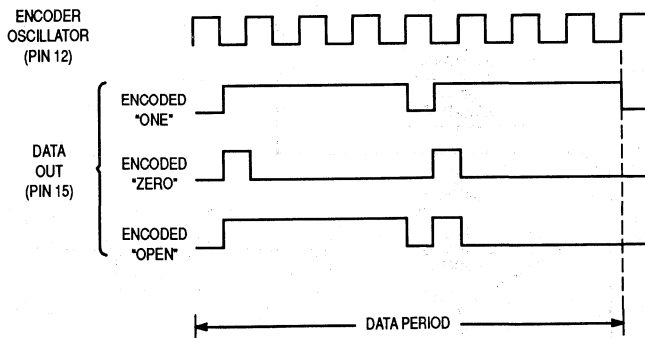 ENCODER
OSCILLATOR
(PIN 12)
ENCODED
"ONE"
DATA
OUT
(PIN 15)
ENCODED
"ZERO"
ENCODED
"OPEN"
DATA PERIOD